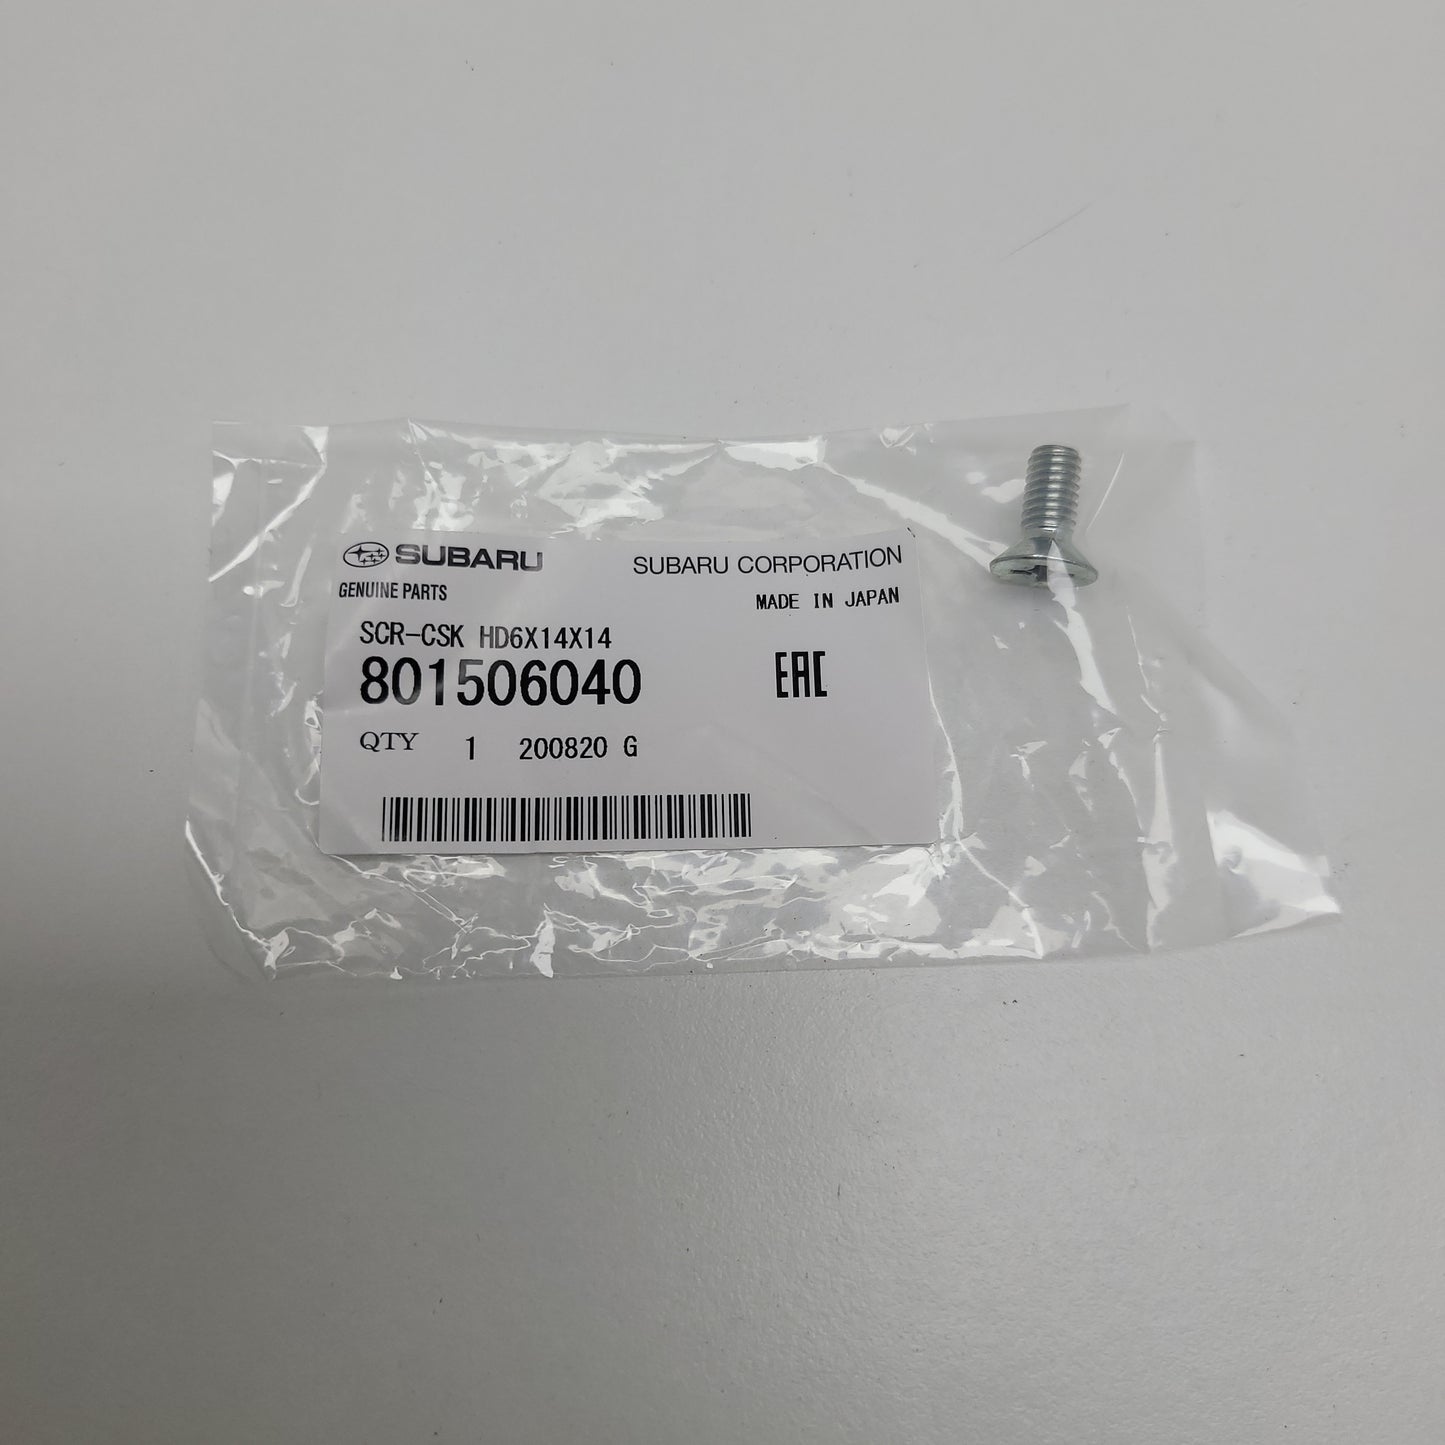 SUBARU SUBARU CORPORATION
GENUINE PARTS MADE IN JAPAN
SCR-CSK HD6X14X14
801506040 EAC
QTY 1 200820 G